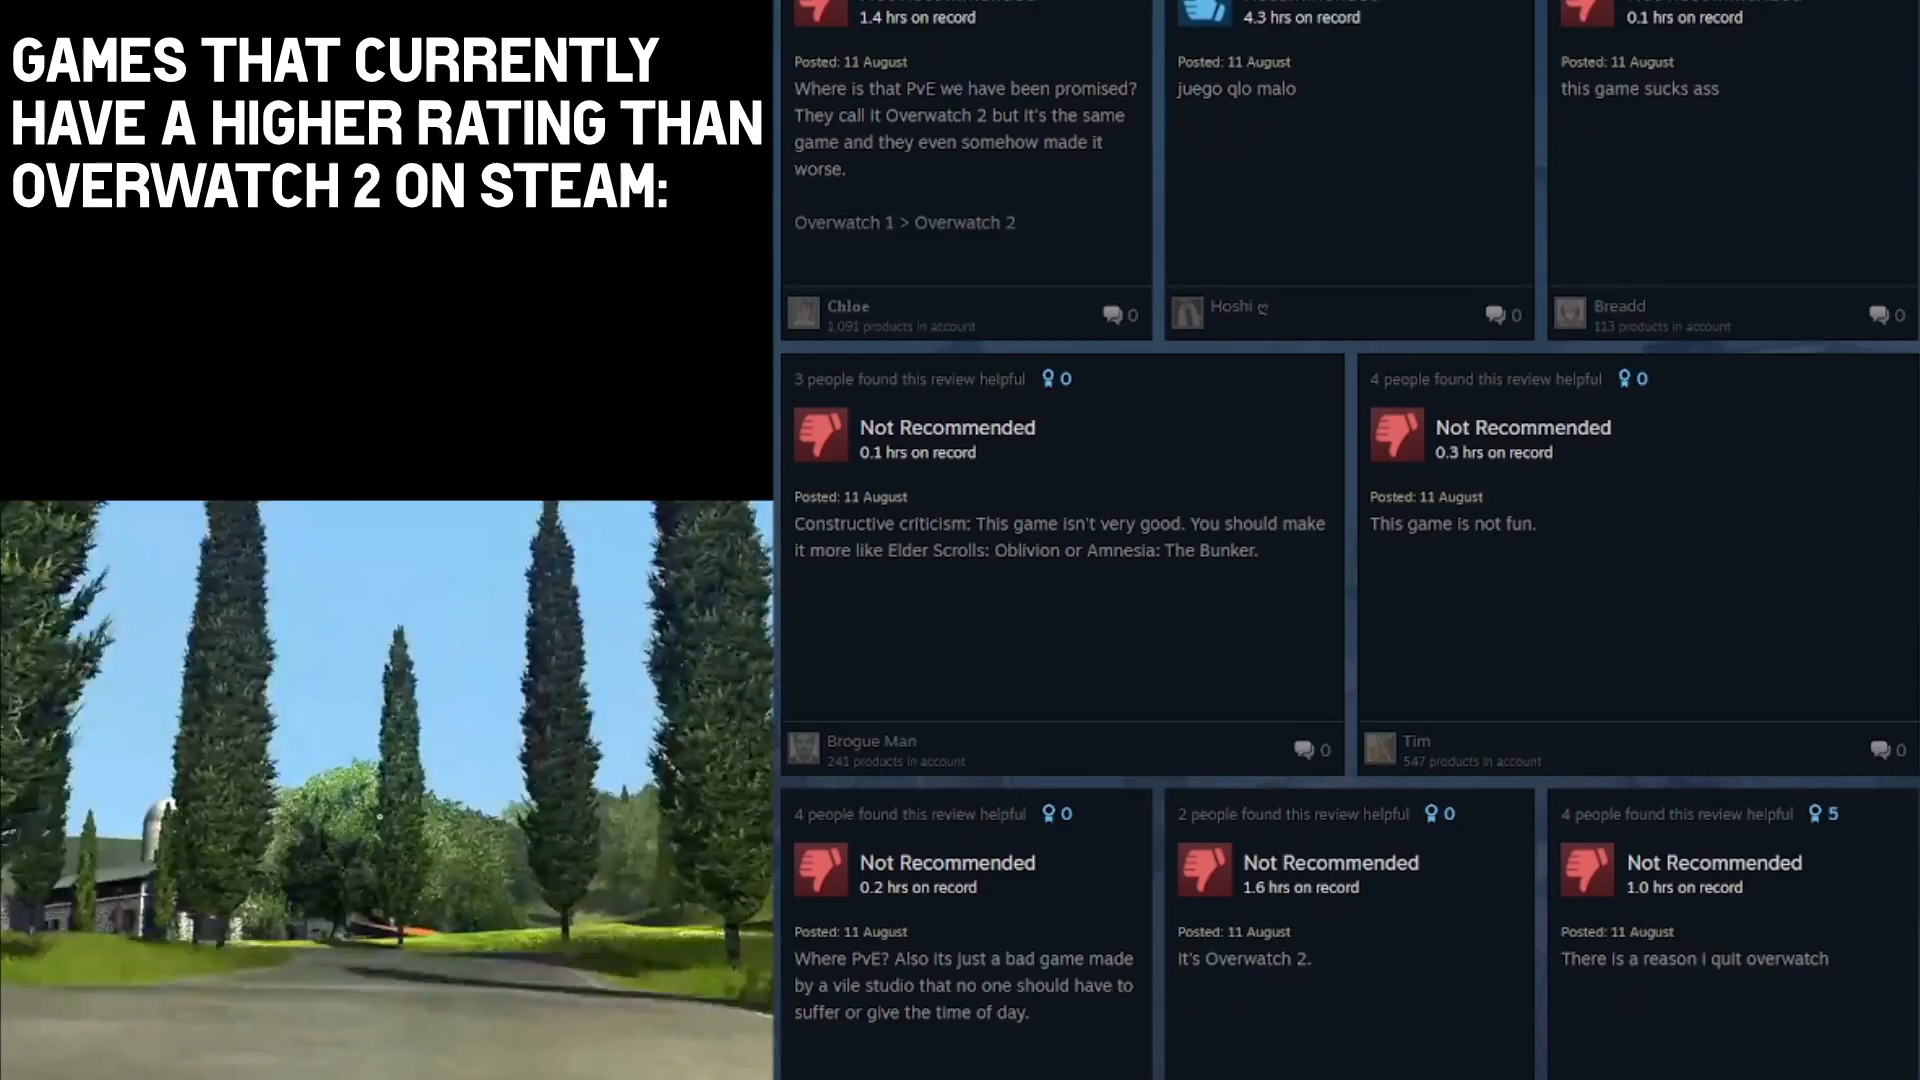 GAMES THAT CURRENTLY
HAVE A HIGHER RATING THAN
OVERWATCH 2 ON STEAM:
1.4 hrs on record
Posted: 11 August
Where is that PvE we have been promised?
They call it Overwatch 2 but it's the same
game and they even somehow made it
worse.
Overwatch 1 > Overwatch 2
Chloe
0
1,091 products in account
4.3 hrs on record
Posted: 11 August
juego qlo malo
Hoshi ღ
0
0.1 hrs on record
Posted: 11 August
this game sucks ass
Breadd
0
113 products in account
3 people found this review helpful 0
Not Recommended
0.1 hrs on record
Posted: 11 August
Constructive criticism: This game isn't very good. You should make
it more like Elder Scrolls: Oblivion or Amnesia: The Bunker.
Brogue Man
0
241 products in account
4 people found this review helpful 0
Not Recommended
0.3 hrs on record
Posted: 11 August
This game is not fun.
Tim
0
547 products in account
4 people found this review helpful 0
Not Recommended
0.2 hrs on record
Posted: 11 August
Where PvE? Also its just a bad game made
by a vile studio that no one should have to
suffer or give the time of day.
2 people found this review helpful 0
Not Recommended
1.6 hrs on record
Posted: 11 August
It's Overwatch 2.
4 people found this review helpful 5
Not Recommended
1.0 hrs on record
Posted: 11 August
There is a reason i quit overwatch